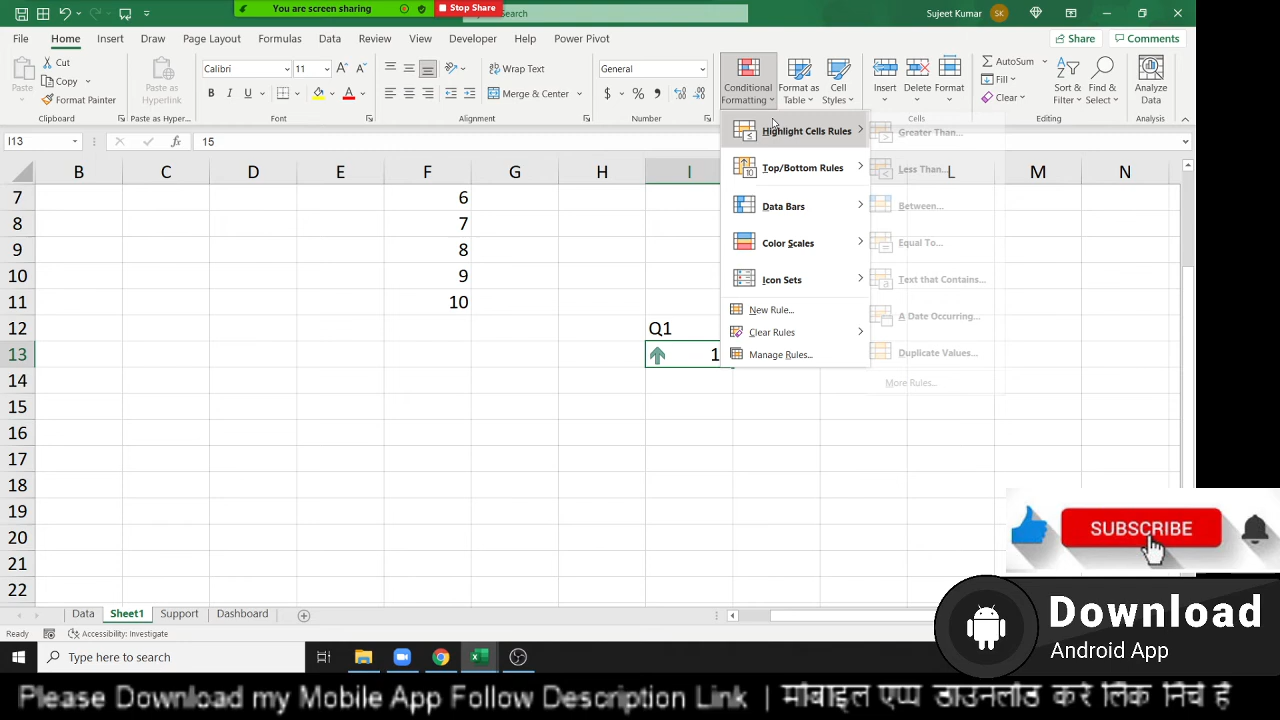 You are screen sharing
Stop Share
Search
Sujeet Kumar
SK
File
Home
Insert
Draw
Page Layout
Formulas
Data
Review
View
Developer
Help
Power Pivot
Share
Comments
Paste
Cut
Copy
Format Painter
Clipboard
Paste by
Hyperlink
Hyperlink
Calibri
11
B
I
U
Font
Wrap Text
Merge & Center
Alignment
General
$
%
Number
Conditional
Formatting
Format as
Table
Cell
Styles
Insert
Delete
Format
Cells
AutoSum
Fill
Clear
Sort &
Filter
Find &
Select
Editing
Analyze
Data
Analysis
I13
fx
15
Highlight Cells Rules
Top/Bottom Rules
Data Bars
Color Scales
Icon Sets
New Rule...
Clear Rules
Manage Rules...
Greater Than...
Less Than...
Between...
Equal To...
Text that Contains...
A Date Occurring...
Duplicate Values...
More Rules...
B C D E F G H I L M N
7 6
8 7
9 8
10 9
11 10
12 Q1
13 1
14
15
16
17
18
19
20
21
22
Data
Sheet1
Support
Dashboard
Ready
Accessibility: Investigate
Type here to search
SUBSCRIBE
Download
Android App
Please Download my Mobile App Follow Description Link | मोबाइल एप्प डाउनलोड करे लिंक निचे है